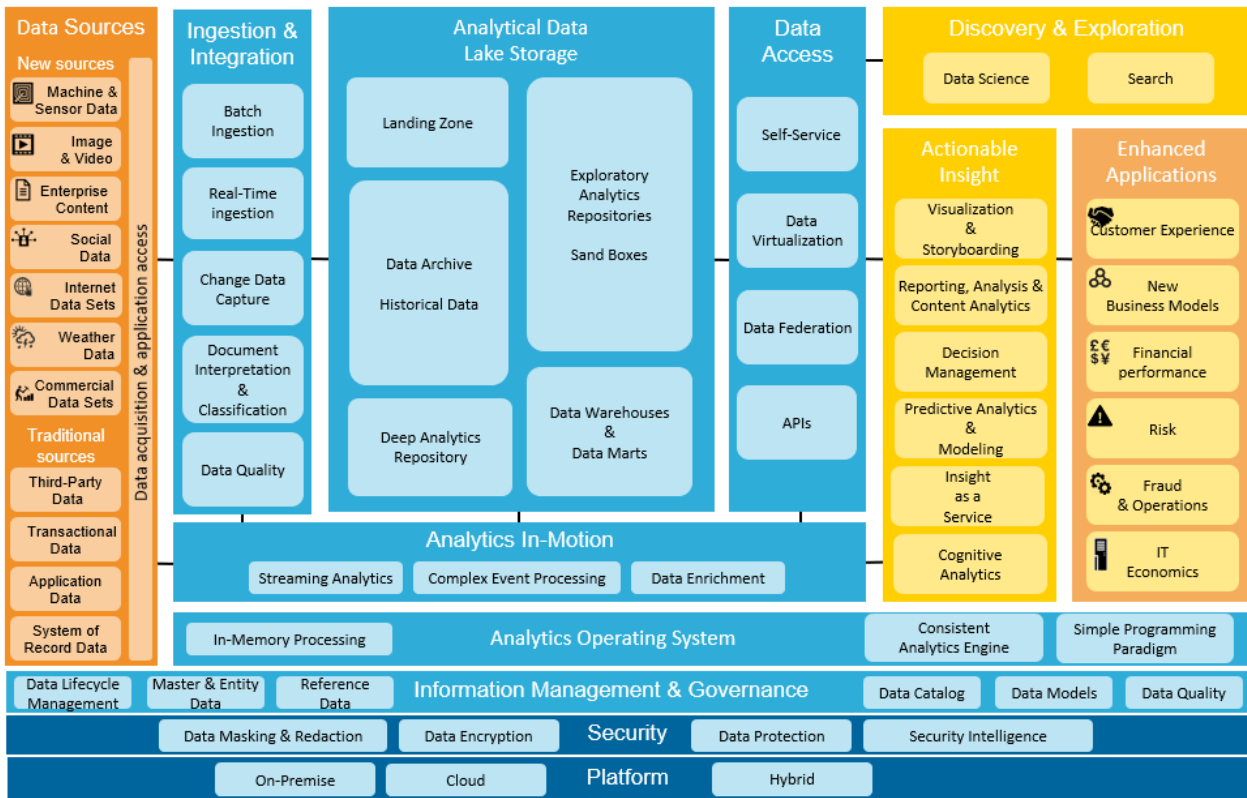 Data Sources
New sources
Machine &
Sensor Data
Image
& Video
Enterprise
Content
Social
Data
Internet
Data Sets
Weather
Data
Commercial
Data Sets
Traditional
sources
Third-Party
Data
Transactional
Data
Application
Data
System of
Record Data
Data acquisition & application access
Ingestion &
Integration
Batch
Ingestion
Real-Time
ingestion
Change Data
Capture
Document
Interpretation
&
Classification
Data Quality
Analytical Data
Lake Storage
Landing Zone
Data Archive
Historical Data
Deep Analytics
Repository
Exploratory
Analytics
Repositories
Sand Boxes
Data Warehouses
&
Data Marts
Data
Access
Self-Service
Data
Virtualization
Data Federation
APIs
Discovery & Exploration
Data Science
Search
Actionable
Insight
Visualization
&
Storyboarding
Reporting, Analysis &
Content Analytics
Decision
Management
Predictive Analytics
&
Modeling
Insight
as a
Service
Cognitive
Analytics
Enhanced
Applications
Customer Experience
New
Business Models
£€
$¥
Financial
performance
Risk
Fraud
& Operations
IT
Economics
Analytics In-Motion
Streaming Analytics
Complex Event Processing
Data Enrichment
In-Memory Processing
Analytics Operating System
Consistent
Analytics Engine
Simple Programming
Paradigm
Data Lifecycle
Management
Master & Entity
Data
Reference
Data
Information Management & Governance
Data Catalog
Data Models
Data Quality
Data Masking & Redaction
Data Encryption
Security
Data Protection
Security Intelligence
On-Premise
Cloud
Platform
Hybrid